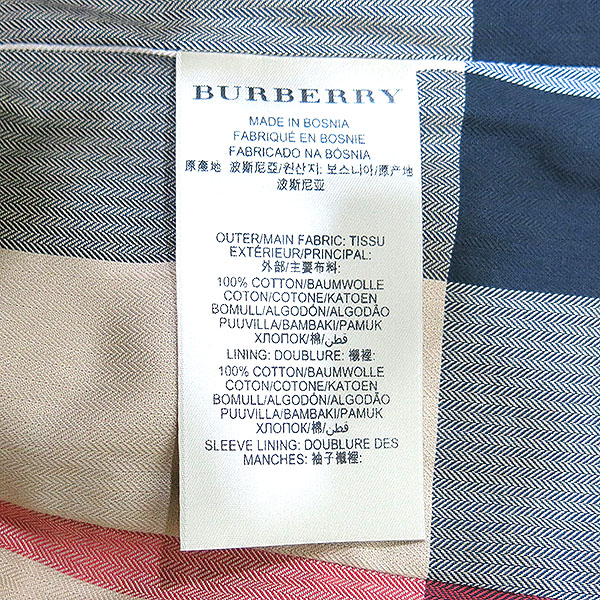 BURBERRY
MADE IN BOSNIA
FABRIQUÉ EN BOSNIE
FABRICADO NA BÓSNIA
原產地 波斯尼亞/원산지: 보스니아/原产地
波斯尼亚
OUTER/MAIN FABRIC: TISSU
EXTÉRIEUR/PRINCIPAL:
外部/主要布料:
100% COTTON/BAUMWOLLE
COTON/COTONE/KATOEN
BOMULL/ALGODÓN/ALGODÃO
PUUVILLA/BAMBAKI/PAMUK
ХЛОПОК/棉/قطن
LINING: DOUBLURE: 襯裡:
100% COTTON/BAUMWOLLE
COTON/COTONE/KATOEN
BOMULL/ALGODÓN/ALGODÃO
PUUVILLA/BAMBAKI/PAMUK
ХЛОПОК/棉/قطن
SLEEVE LINING: DOUBLURE DES
MANCHES: 袖子襯裡: